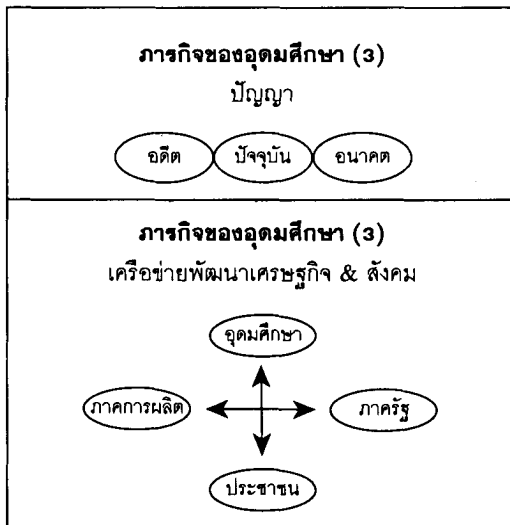 ภารกิจของอุดมศึกษา (3)
ปัญญา
อดีต ปัจจุบัน อนาคต
ภารกิจของอุดมศึกษา (3)
เครือข่ายพัฒนาเศรษฐกิจ & สังคม
อุดมศึกษา
ภาคการผลิต ภาครัฐ
ประชาชน